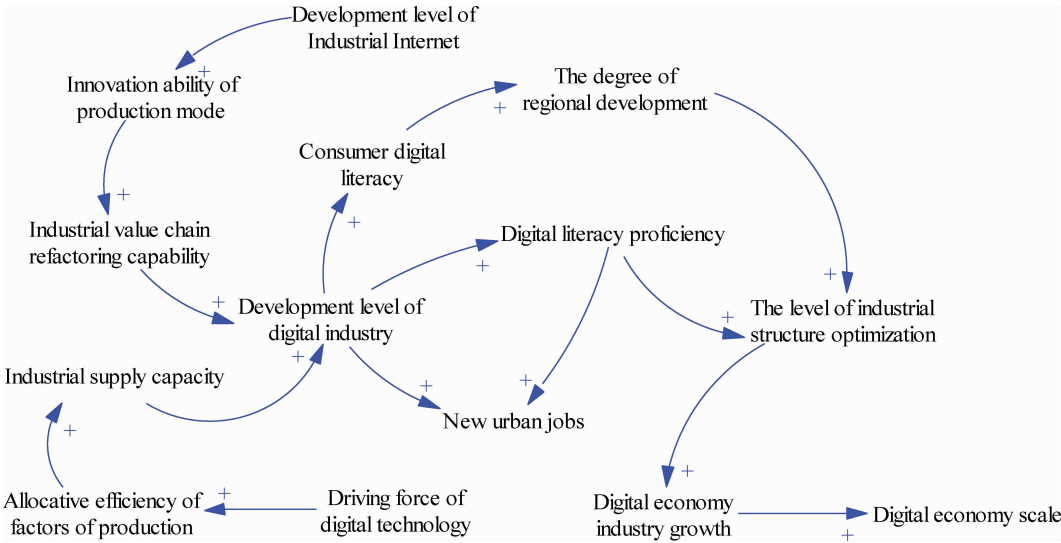 Development level of
Industrial Internet
+
Innovation ability of
production mode
The degree of
regional development
+
Consumer digital
literacy
+
Industrial value chain
refactoring capability
+
Digital literacy proficiency
+
+
+
Development level of
digital industry
+
The level of industrial
structure optimization
+
+
Industrial supply capacity
+
+
New urban jobs
+
+
Allocative efficiency of
factors of production
+
Driving force of
digital technology
Digital economy
industry growth
+
Digital economy scale